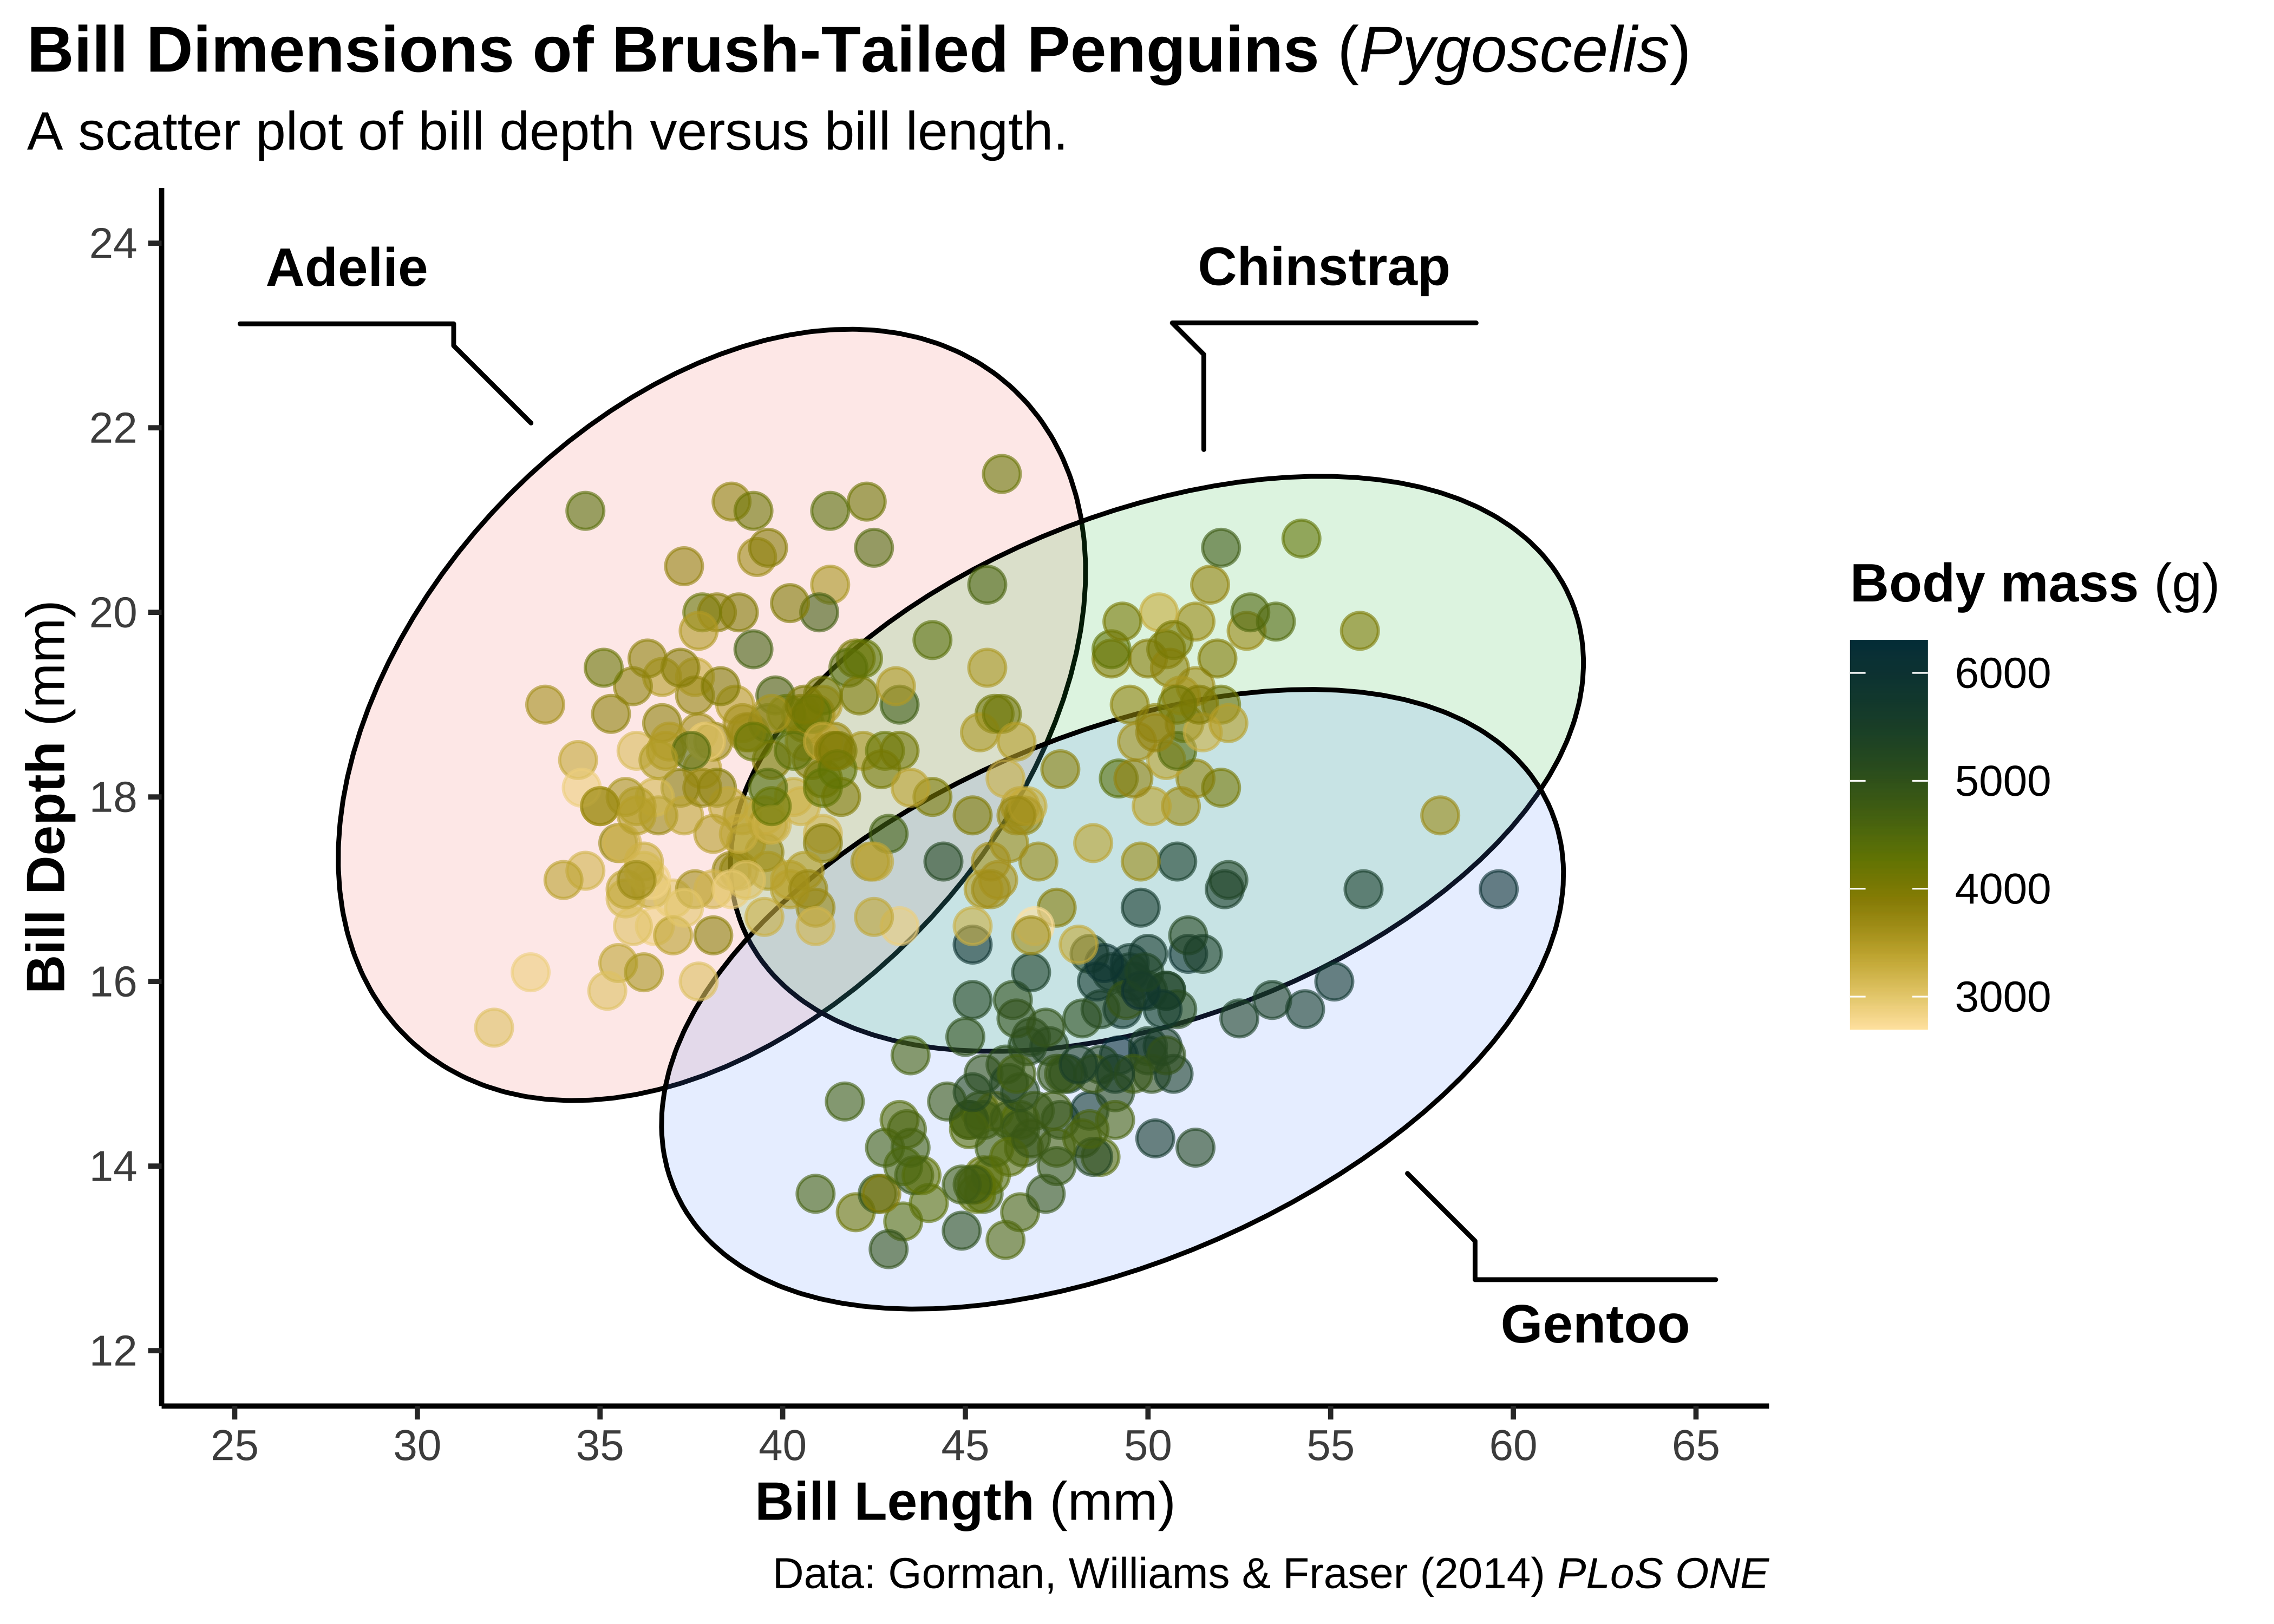 Bill Dimensions of Brush-Tailed Penguins (Pygoscelis)
A scatter plot of bill depth versus bill length.
24
22
20
18
16
14
12
Bill Depth (mm)
Adelie
Chinstrap
Gentoo
25 30 35 40 45 50 55 60 65
Bill Length (mm)
Body mass (g)
6000
5000
4000
3000
Data: Gorman, Williams & Fraser (2014) PLoS ONE